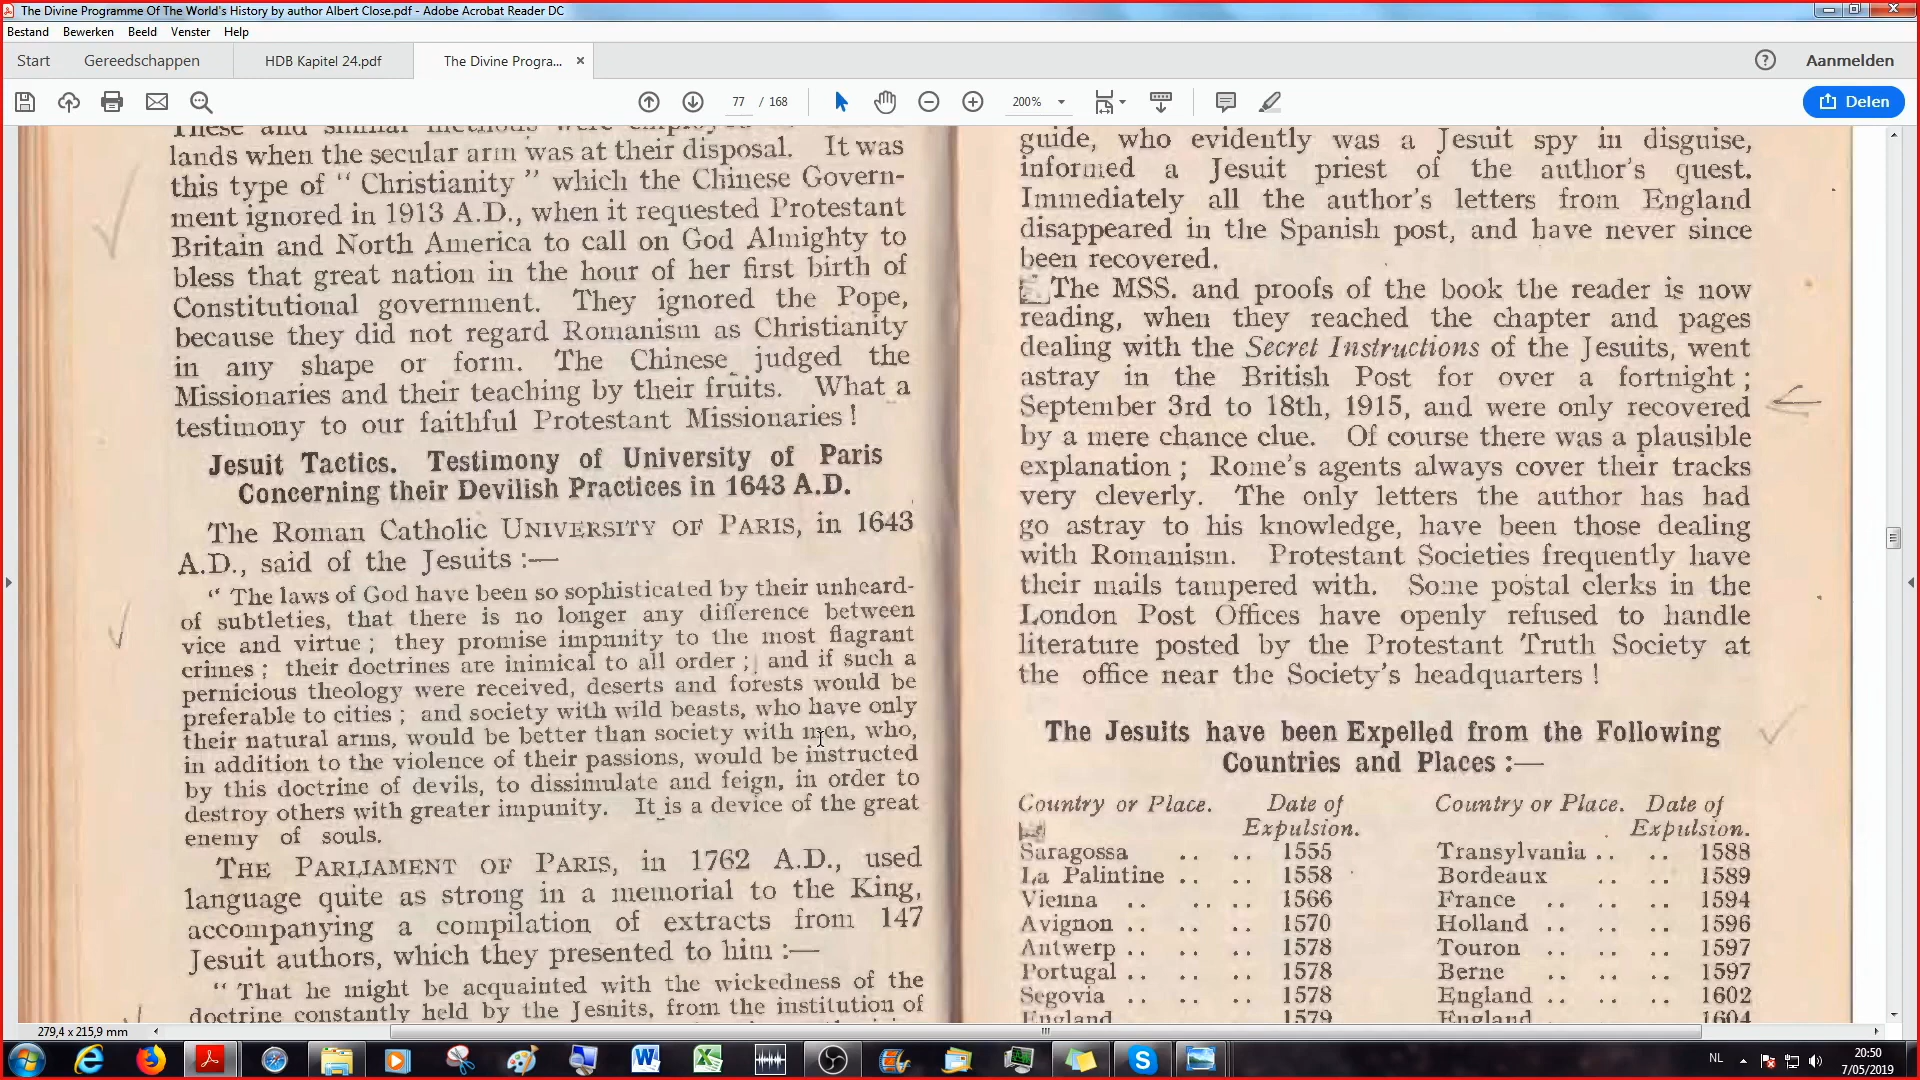 The Divine Programme Of The World's History by author Albert Close.pdf - Adobe Acrobat Reader DC
Bestand Bewerken Beeld Venster Help
Start Gereedschappen HDB Kapitel 24.pdf The Divine Progra... × Aanmelden
77 / 168 200% Delen
These and similar methods were
lands when the secular arm was at their disposal. It was
this type of " Christianity " which the Chinese Govern-
ment ignored in 1913 A.D., when it requested Protestant
Britain and North America to call on God Almighty to
bless that great nation in the hour of her first birth of
Constitutional government. They ignored the Pope,
because they did not regard Romanism as Christianity
in any shape or form. The Chinese judged the
Missionaries and their teaching by their fruits. What a
testimony to our faithful Protestant Missionaries !
Jesuit Tactics. Testimony of University of Paris
Concerning their Devilish Practices in 1643 A.D.
The Roman Catholic UNIVERSITY OF PARIS, in 1643
A.D., said of the Jesuits :—
" The laws of God have been so sophisticated by their unheard-
of subtleties, that there is no longer any difference between
vice and virtue ; they promise impunity to the most flagrant
crimes ; their doctrines are inimical to all order ; and if such a
pernicious theology were received, deserts and forests would be
preferable to cities ; and society with wild beasts, who have only
their natural arms, would be better than society with men, who,
in addition to the violence of their passions, would be instructed
by this doctrine of devils, to dissimulate and feign, in order to
destroy others with greater impunity. It is a device of the great
enemy of souls.
THE PARLIAMENT OF PARIS, in 1762 A.D., used
language quite as strong in a memorial to the King,
accompanying a compilation of extracts from 147
Jesuit authors, which they presented to him :—
" That he might be acquainted with the wickedness of the
doctrine constantly held by the Jesnits, from the institution of
guide, who evidently was a Jesuit spy in disguise,
informed a Jesuit priest of the author's quest.
Immediately all the author's letters from England
disappeared in the Spanish post, and have never since
been recovered.
The MSS. and proofs of the book the reader is now
reading, when they reached the chapter and pages
dealing with the Secret Instructions of the Jesuits, went
astray in the British Post for over a fortnight ;
September 3rd to 18th, 1915, and were only recovered
by a mere chance clue. Of course there was a plausible
explanation ; Rome's agents always cover their tracks
very cleverly. The only letters the author has had
go astray to his knowledge, have been those dealing
with Romanism. Protestant Societies frequently have
their mails tampered with. Some postal clerks in the
London Post Offices have openly refused to handle
literature posted by the Protestant Truth Society at
the office near the Society's headquarters !
The Jesuits have been Expelled from the Following
Countries and Places :—
Country or Place. Date of Country or Place. Date of
Expulsion. Expulsion.
Saragossa .. .. 1555 Transylvania .. .. 1588
La Palintine .. .. 1558 Bordeaux .. .. 1589
Vienna .. .. .. 1566 France .. .. .. 1594
Avignon .. .. .. 1570 Holland .. .. .. 1596
Antwerp .. .. .. 1578 Touron .. .. 1597
Portugal .. .. .. 1578 Berne .. .. .. 1597
Segovia .. .. .. 1578 England .. .. .. 1602
England .. .. .. 1579 England .. .. .. 1604
279,4 x 215,9 mm
NL 20:50
7/05/2019